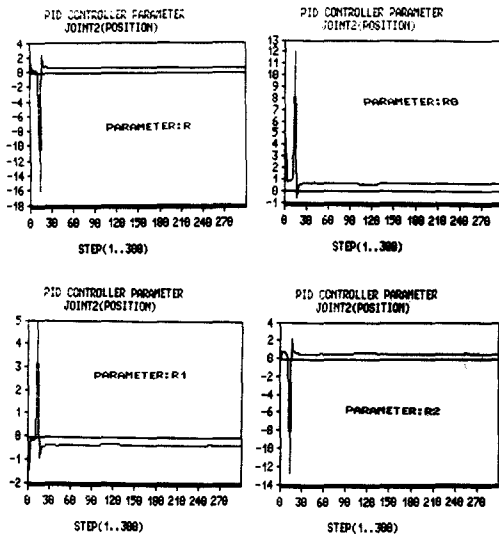 PID CONTROLLER PARAMETER
JOINT2(POSITION)
4
2
0
-2
-4
-6
-8
-10
-12
-14
-16
-18
PARAMETER:R
0 30 60 90 120 150 180 210 240 270
STEP(1..300)
PID CONTROLLER PARAMETER
JOINT2(POSITION)
13
12
11
10
9
8
7
6
5
4
3
2
1
0
-1
PARAMETER:R0
0 30 60 90 120 150 180 210 240 270
STEP(1..300)
PID CONTROLLER PARAMETER
JOINT2(POSITION)
5
4
3
2
1
0
-1
-2
PARAMETER:R1
0 30 60 90 120 150 180 210 240 270
STEP(1..300)
PID CONTROLLER PARAMETER
JOINT2(POSITION)
4
2
0
-2
-4
-6
-8
-10
-12
-14
PARAMETER:R2
0 30 60 90 120 150 180 210 240 270
STEP(1..300)